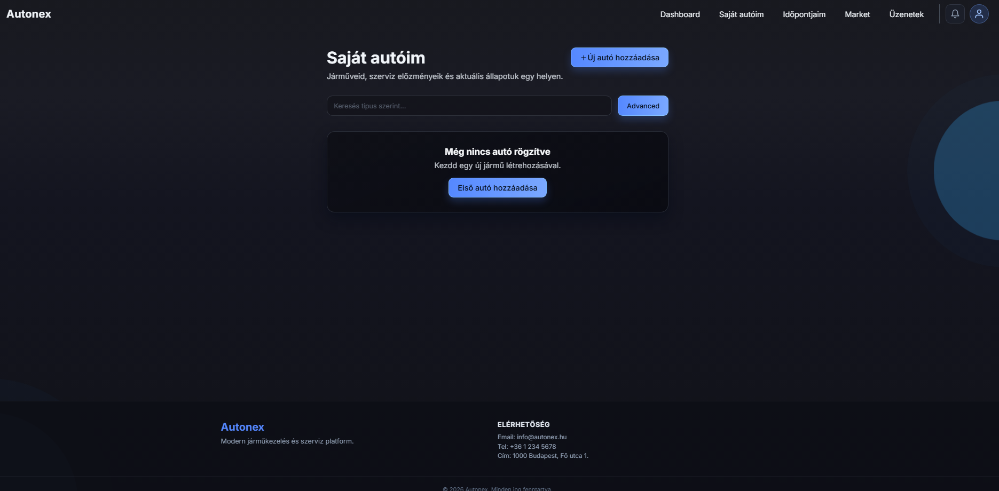 Autonex
Dashboard
Saját autóim
Időpontjaim
Market
Üzenetek
Saját autóim
+Új autó hozzáadása
Járműveid, szerviz előzményeik és aktuális állapotuk egy helyen.
Keresés típus szerint...
Advanced
Még nincs autó rögzítve
Kezdd egy új jármű létrehozásával.
Első autó hozzáadása
Autonex
Modern járműkezelés és szerviz platform.
ELÉRHETŐSÉG
Email: info@autonex.hu
Tel: +36 1 234 5678
Cím: 1000 Budapest, Fő utca 1.
© 2026 Autonex. Minden jog fenntartva.